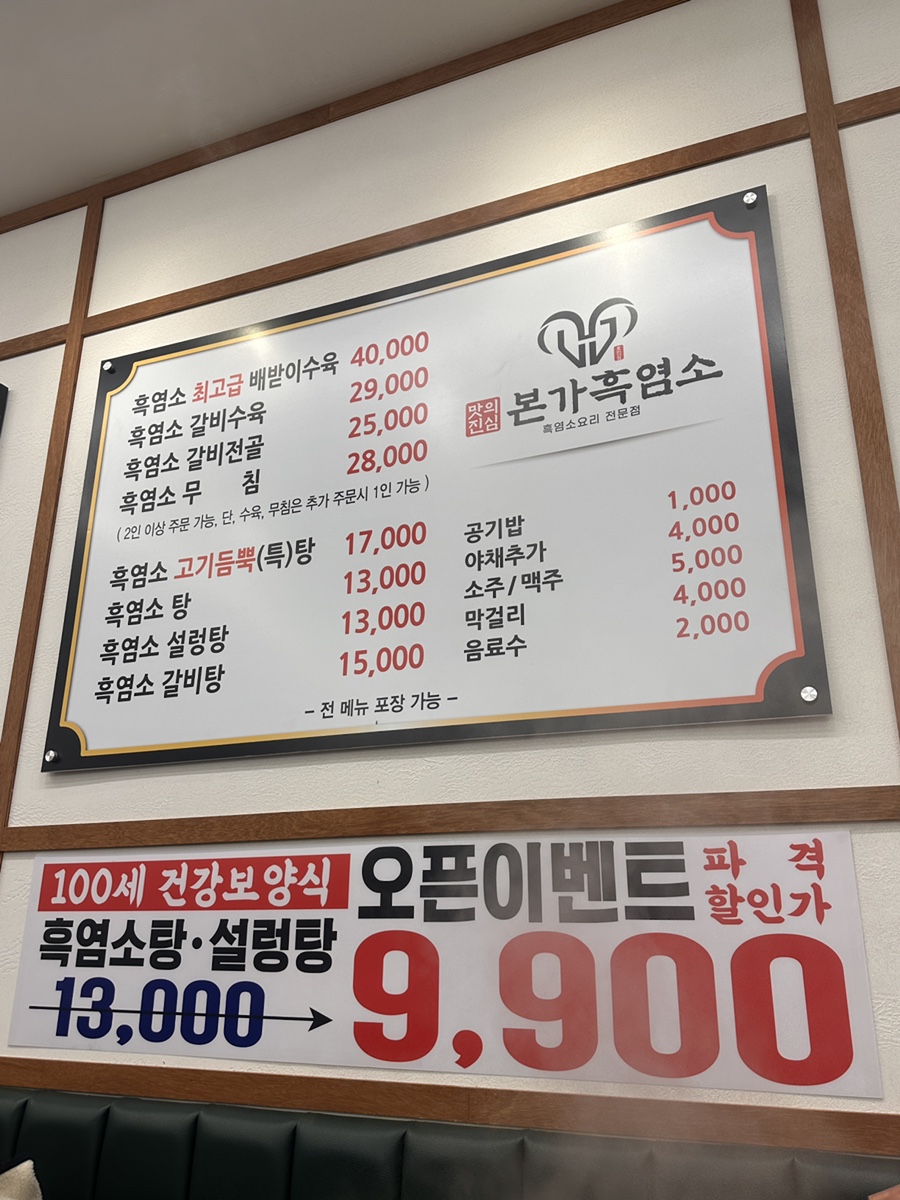 흑염소 최고급 배받이수육 40,000
흑염소 갈비수육 29,000
흑염소 갈비전골 25,000
흑염소 무 침 28,000
( 2인 이상 주문 가능, 단, 수육, 무침은 추가 주문시 1인 가능 )
흑염소 고기듬뿍(특)탕 17,000
흑염소 탕 13,000
흑염소 설렁탕 13,000
흑염소 갈비탕 15,000
맛의
진심
본가흑염소
흑염소요리 전문점
공기밥 1,000
야채추가 4,000
소주 / 맥주 5,000
막걸리 4,000
음료수 2,000
– 전 메뉴 포장 가능 –
100세 건강보양식
흑염소탕·설렁탕
13,000
오픈이벤트
파 격
할인가
9,900